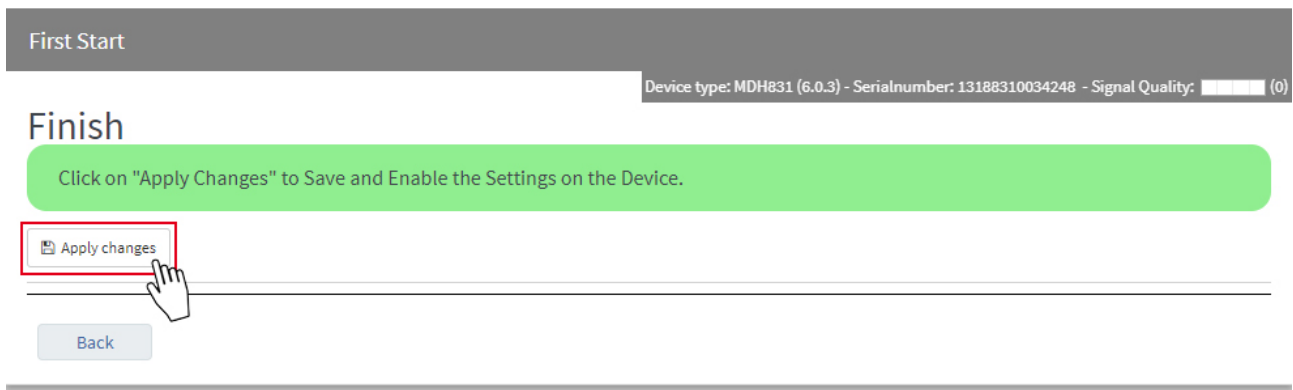 First Start
Device type: MDH831 (6.0.3) - Serialnumber: 13188310034248 - Signal Quality: (0)
Finish
Click on "Apply Changes" to Save and Enable the Settings on the Device.
Apply changes
Back